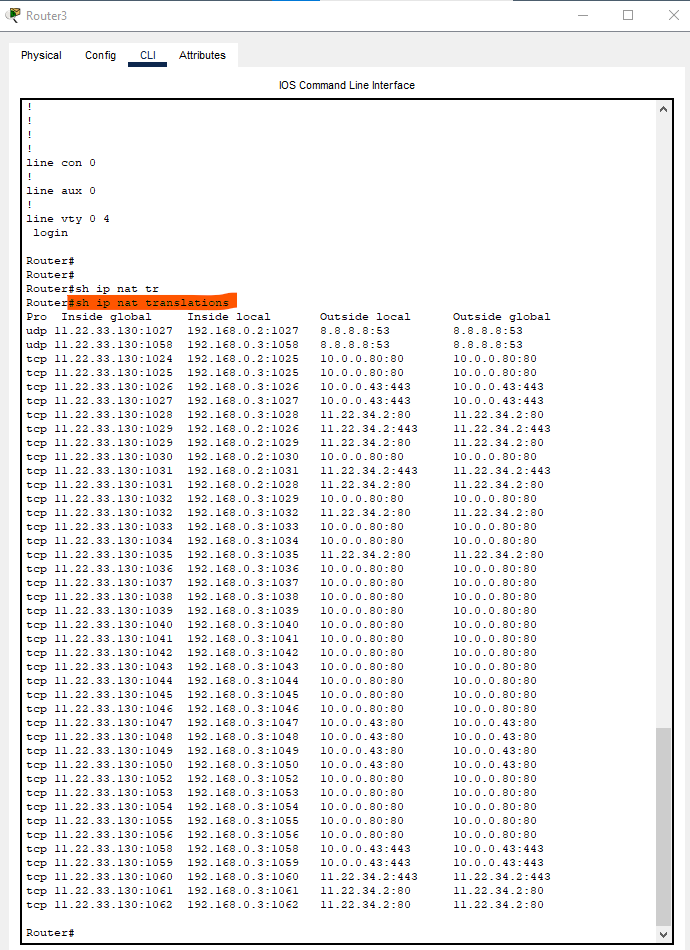 Router3
Physical Config CLI Attributes
IOS Command Line Interface
!
!
!
!
line con 0
!
line aux 0
!
line vty 0 4
 login
Router#
Router#
Router#sh ip nat tr
Router#sh ip nat translations
Pro  Inside global     Inside local       Outside local      Outside global
udp 11.22.33.130:1027  192.168.0.2:1027   8.8.8.8:53         8.8.8.8:53
udp 11.22.33.130:1058  192.168.0.3:1058   8.8.8.8:53         8.8.8.8:53
tcp 11.22.33.130:1024  192.168.0.2:1025   10.0.0.80:80       10.0.0.80:80
tcp 11.22.33.130:1025  192.168.0.3:1025   10.0.0.80:80       10.0.0.80:80
tcp 11.22.33.130:1026  192.168.0.3:1026   10.0.0.43:443      10.0.0.43:443
tcp 11.22.33.130:1027  192.168.0.3:1027   10.0.0.43:443      10.0.0.43:443
tcp 11.22.33.130:1028  192.168.0.3:1028   11.22.34.2:80      11.22.34.2:80
tcp 11.22.33.130:1029  192.168.0.2:1026   11.22.34.2:443     11.22.34.2:443
tcp 11.22.33.130:1029  192.168.0.2:1029   11.22.34.2:80      11.22.34.2:80
tcp 11.22.33.130:1030  192.168.0.2:1030   10.0.0.80:80       10.0.0.80:80
tcp 11.22.33.130:1031  192.168.0.2:1031   11.22.34.2:443     11.22.34.2:443
tcp 11.22.33.130:1031  192.168.0.2:1028   11.22.34.2:80      11.22.34.2:80
tcp 11.22.33.130:1032  192.168.0.3:1029   10.0.0.80:80       10.0.0.80:80
tcp 11.22.33.130:1032  192.168.0.3:1032   11.22.34.2:80      11.22.34.2:80
tcp 11.22.33.130:1033  192.168.0.3:1033   10.0.0.80:80       10.0.0.80:80
tcp 11.22.33.130:1034  192.168.0.3:1034   10.0.0.80:80       10.0.0.80:80
tcp 11.22.33.130:1035  192.168.0.3:1035   11.22.34.2:80      11.22.34.2:80
tcp 11.22.33.130:1036  192.168.0.3:1036   10.0.0.80:80       10.0.0.80:80
tcp 11.22.33.130:1037  192.168.0.3:1037   10.0.0.80:80       10.0.0.80:80
tcp 11.22.33.130:1038  192.168.0.3:1038   10.0.0.80:80       10.0.0.80:80
tcp 11.22.33.130:1039  192.168.0.3:1039   10.0.0.80:80       10.0.0.80:80
tcp 11.22.33.130:1040  192.168.0.3:1040   10.0.0.80:80       10.0.0.80:80
tcp 11.22.33.130:1041  192.168.0.3:1041   10.0.0.80:80       10.0.0.80:80
tcp 11.22.33.130:1042  192.168.0.3:1042   10.0.0.80:80       10.0.0.80:80
tcp 11.22.33.130:1043  192.168.0.3:1043   10.0.0.80:80       10.0.0.80:80
tcp 11.22.33.130:1044  192.168.0.3:1044   10.0.0.80:80       10.0.0.80:80
tcp 11.22.33.130:1045  192.168.0.3:1045   10.0.0.80:80       10.0.0.80:80
tcp 11.22.33.130:1046  192.168.0.3:1046   10.0.0.80:80       10.0.0.80:80
tcp 11.22.33.130:1047  192.168.0.3:1047   10.0.0.43:80       10.0.0.43:80
tcp 11.22.33.130:1048  192.168.0.3:1048   10.0.0.43:80       10.0.0.43:80
tcp 11.22.33.130:1049  192.168.0.3:1049   10.0.0.43:80       10.0.0.43:80
tcp 11.22.33.130:1050  192.168.0.3:1050   10.0.0.43:80       10.0.0.43:80
tcp 11.22.33.130:1052  192.168.0.3:1052   10.0.0.80:80       10.0.0.80:80
tcp 11.22.33.130:1053  192.168.0.3:1053   10.0.0.80:80       10.0.0.80:80
tcp 11.22.33.130:1054  192.168.0.3:1054   10.0.0.80:80       10.0.0.80:80
tcp 11.22.33.130:1055  192.168.0.3:1055   10.0.0.80:80       10.0.0.80:80
tcp 11.22.33.130:1056  192.168.0.3:1056   10.0.0.80:80       10.0.0.80:80
tcp 11.22.33.130:1058  192.168.0.3:1058   10.0.0.43:443      10.0.0.43:443
tcp 11.22.33.130:1059  192.168.0.3:1059   10.0.0.43:443      10.0.0.43:443
tcp 11.22.33.130:1060  192.168.0.3:1060   11.22.34.2:443     11.22.34.2:443
tcp 11.22.33.130:1061  192.168.0.3:1061   11.22.34.2:80      11.22.34.2:80
tcp 11.22.33.130:1062  192.168.0.3:1062   11.22.34.2:80      11.22.34.2:80
Router#